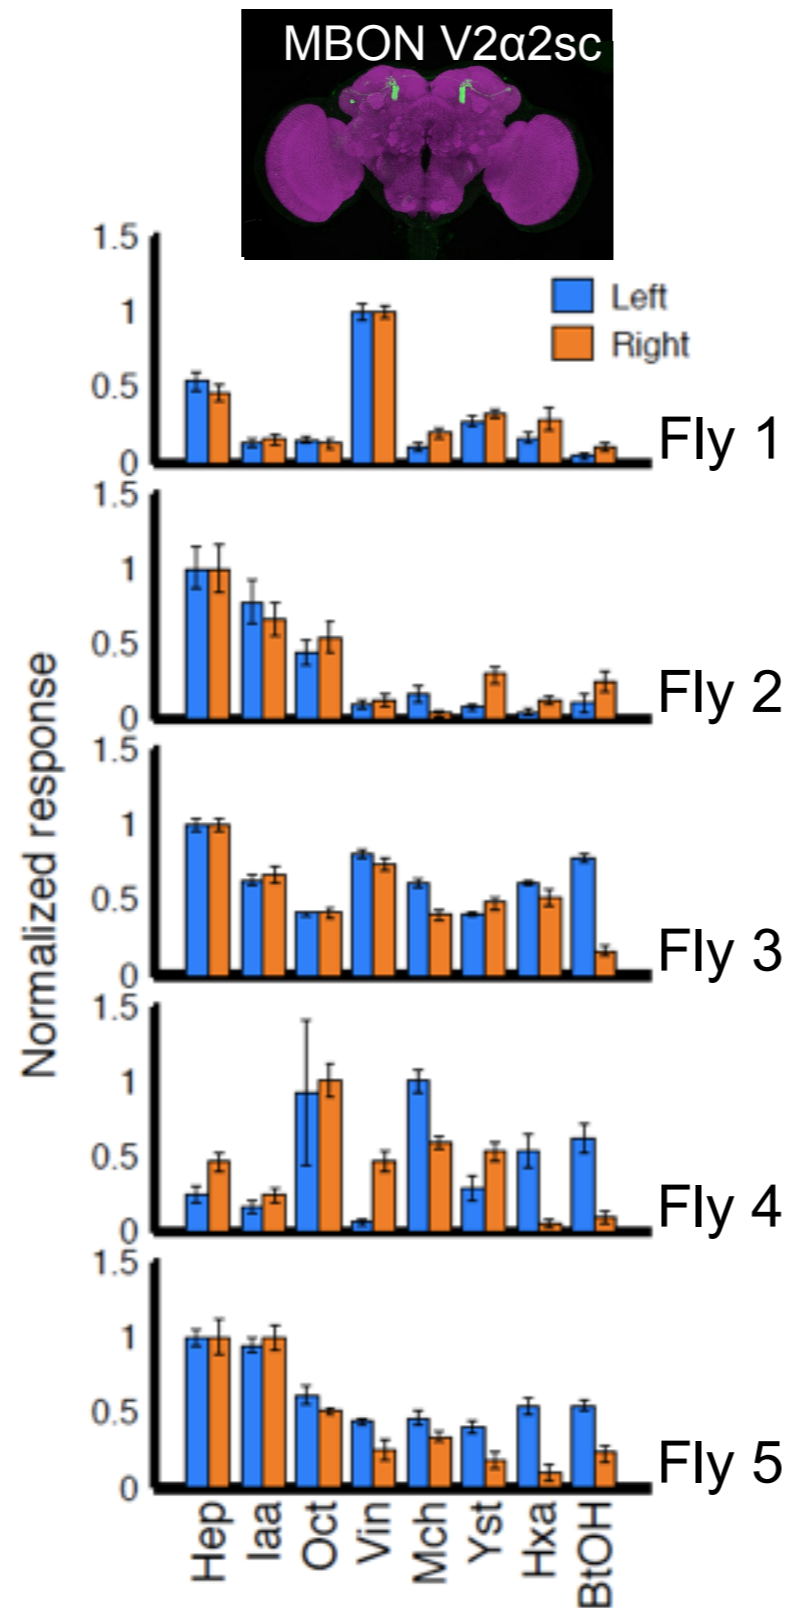 MBON V2α2sc
Normalized response
1.5
1
0.5
0
Left
Right
Fly 1
1.5
1
0.5
0
Fly 2
1.5
1
0.5
0
Fly 3
1.5
1
0.5
0
Fly 4
1.5
1
0.5
0
Fly 5
Hep
Iaa
Oct
Vin
Mch
Yst
Hxa
BtOH